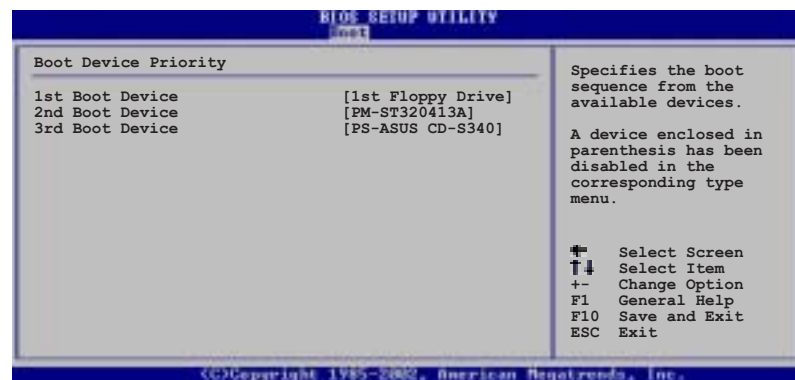 BIOS SETUP UTILITY
Boot
Boot Device Priority
1st Boot Device [1st Floppy Drive]
2nd Boot Device [PM-ST320413A]
3rd Boot Device [PS-ASUS CD-S340]
Specifies the boot
sequence from the
available devices.
A device enclosed in
parenthesis has been
disabled in the
corresponding type
menu.
← Select Screen
↑↓ Select Item
+- Change Option
F1 General Help
F10 Save and Exit
ESC Exit
(C)Copyright 1985-2002, American Megatrends, Inc.